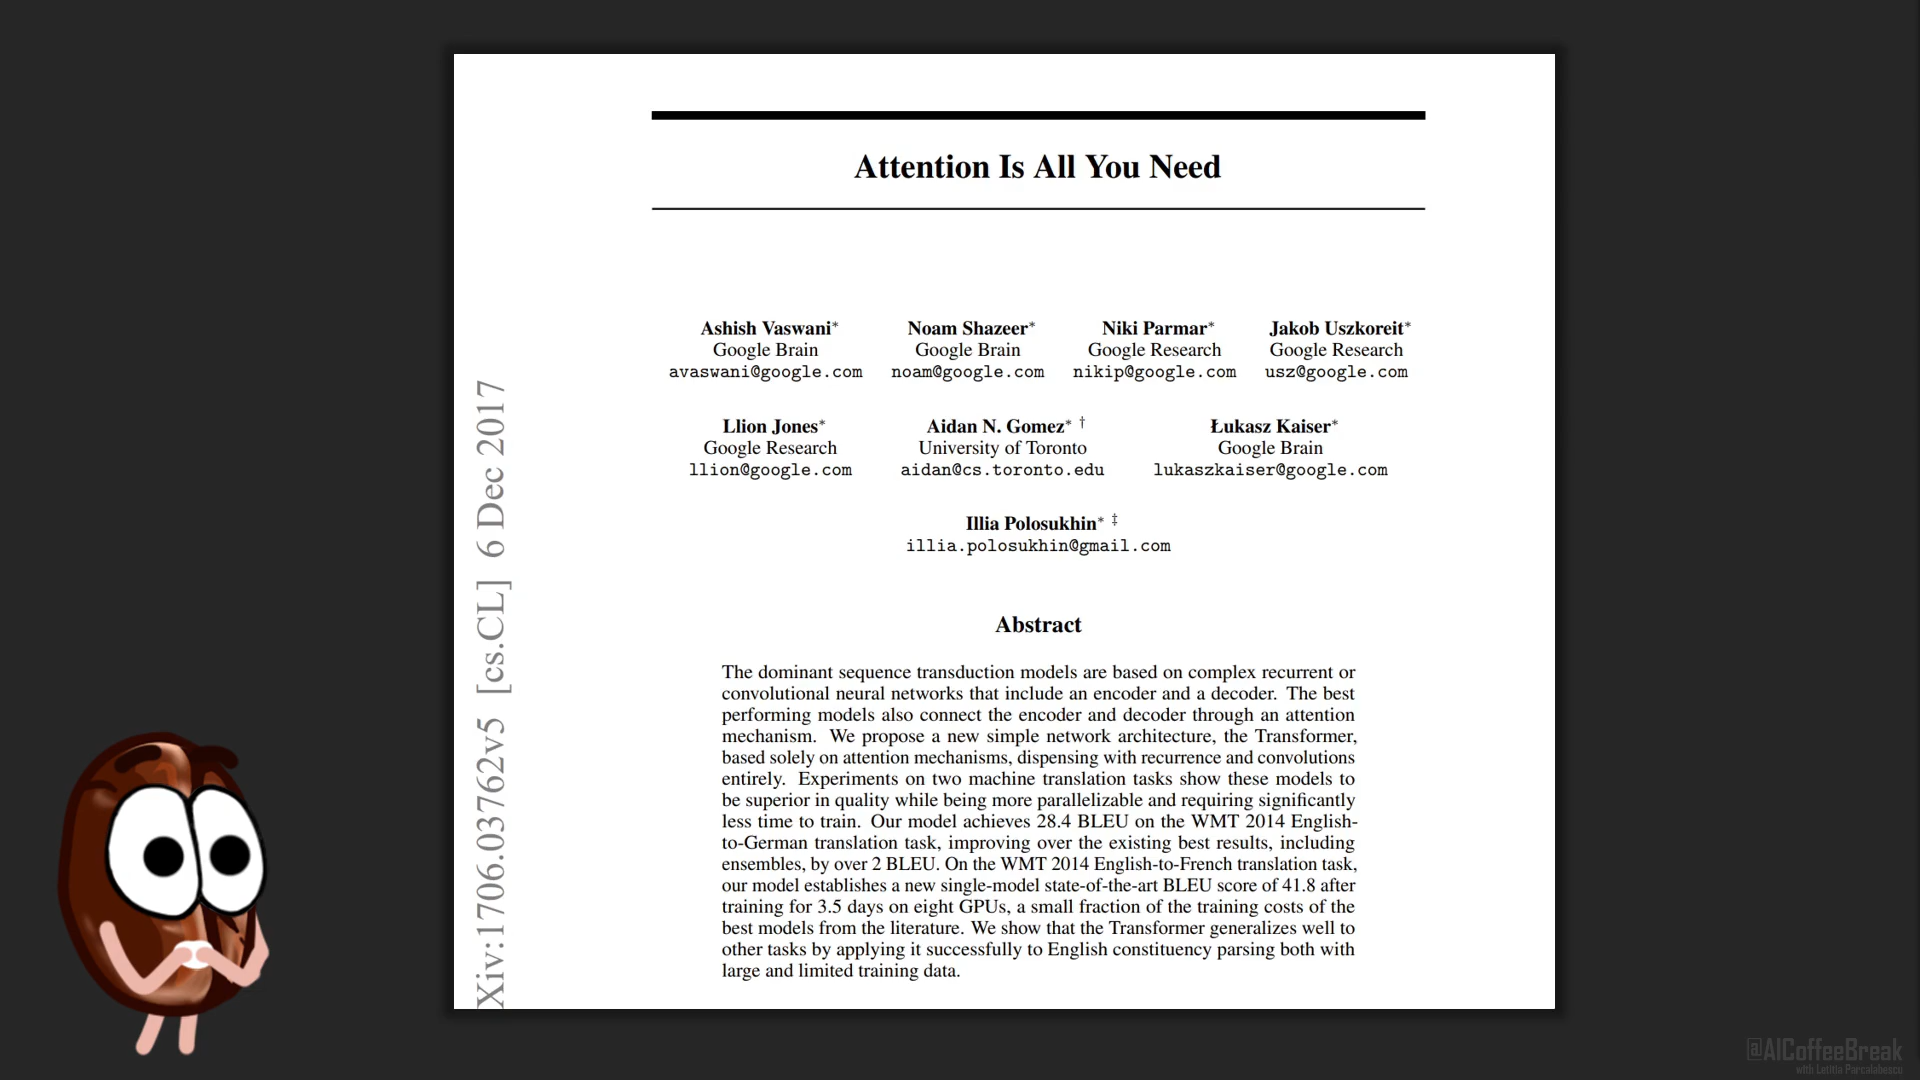 Attention Is All You Need
Ashish Vaswani* Noam Shazeer* Niki Parmar* Jakob Uszkoreit*
Google Brain Google Brain Google Research Google Research
avaswani@google.com noam@google.com nikip@google.com usz@google.com
Llion Jones* Aidan N. Gomez* † Łukasz Kaiser*
Google Research University of Toronto Google Brain
llion@google.com aidan@cs.toronto.edu lukaszkaiser@google.com
Illia Polosukhin* ‡
illia.polosukhin@gmail.com
Abstract
The dominant sequence transduction models are based on complex recurrent or
convolutional neural networks that include an encoder and a decoder. The best
performing models also connect the encoder and decoder through an attention
mechanism. We propose a new simple network architecture, the Transformer,
based solely on attention mechanisms, dispensing with recurrence and convolutions
entirely. Experiments on two machine translation tasks show these models to
be superior in quality while being more parallelizable and requiring significantly
less time to train. Our model achieves 28.4 BLEU on the WMT 2014 English-
to-German translation task, improving over the existing best results, including
ensembles, by over 2 BLEU. On the WMT 2014 English-to-French translation task,
our model establishes a new single-model state-of-the-art BLEU score of 41.8 after
training for 3.5 days on eight GPUs, a small fraction of the training costs of the
best models from the literature. We show that the Transformer generalizes well to
other tasks by applying it successfully to English constituency parsing both with
large and limited training data.
Xiv:1706.03762v5 [cs.CL] 6 Dec 2017
@AICoffeeBreak
with Letitia Parcalabescu